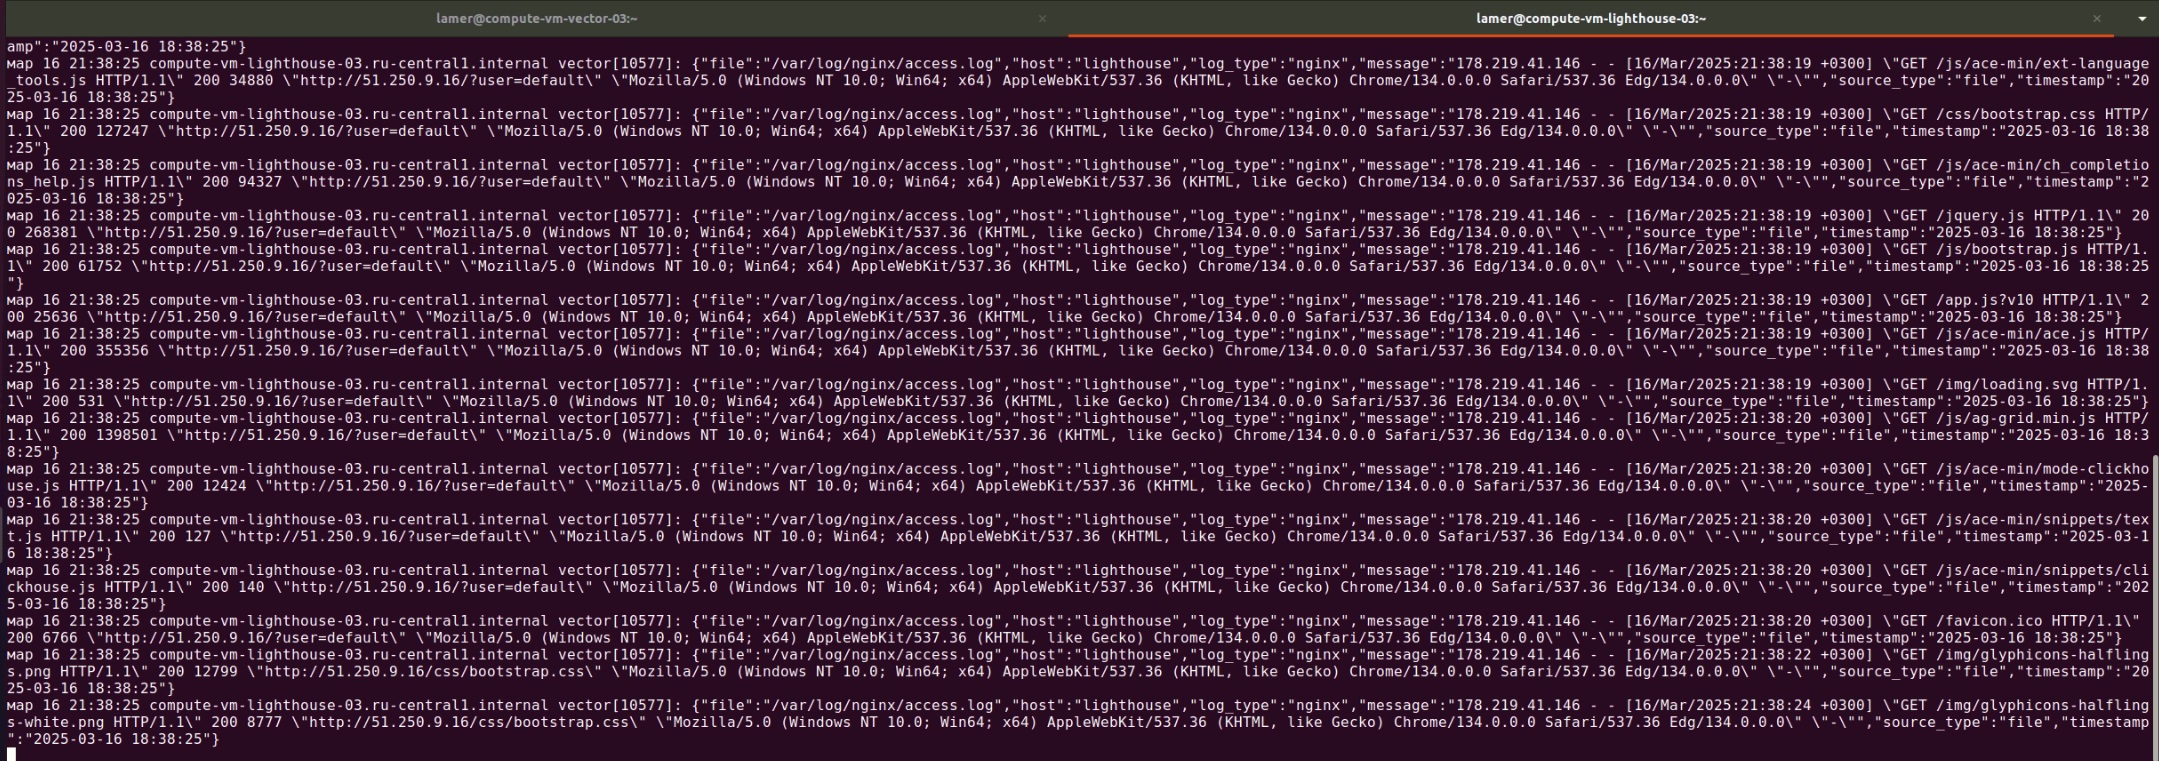 lamer@compute-vm-vector-03:~ × lamer@compute-vm-lighthouse-03:~ ×
amp":"2025-03-16 18:38:25"}
мар 16 21:38:25 compute-vm-lighthouse-03.ru-central1.internal vector[10577]: {"file":"/var/log/nginx/access.log","host":"lighthouse","log_type":"nginx","message":"178.219.41.146 - - [16/Mar/2025:21:38:19 +0300] \"GET /js/ace-min/ext-language
_tools.js HTTP/1.1\" 200 34880 \"http://51.250.9.16/?user=default\" \"Mozilla/5.0 (Windows NT 10.0; Win64; x64) AppleWebKit/537.36 (KHTML, like Gecko) Chrome/134.0.0.0 Safari/537.36 Edg/134.0.0.0\" \"-\"","source_type":"file","timestamp":"20
25-03-16 18:38:25"}
мар 16 21:38:25 compute-vm-lighthouse-03.ru-central1.internal vector[10577]: {"file":"/var/log/nginx/access.log","host":"lighthouse","log_type":"nginx","message":"178.219.41.146 - - [16/Mar/2025:21:38:19 +0300] \"GET /css/bootstrap.css HTTP/
1.1\" 200 127247 \"http://51.250.9.16/?user=default\" \"Mozilla/5.0 (Windows NT 10.0; Win64; x64) AppleWebKit/537.36 (KHTML, like Gecko) Chrome/134.0.0.0 Safari/537.36 Edg/134.0.0.0\" \"-\"","source_type":"file","timestamp":"2025-03-16 18:38
:25"}
мар 16 21:38:25 compute-vm-lighthouse-03.ru-central1.internal vector[10577]: {"file":"/var/log/nginx/access.log","host":"lighthouse","log_type":"nginx","message":"178.219.41.146 - - [16/Mar/2025:21:38:19 +0300] \"GET /js/ace-min/ch_completio
ns_help.js HTTP/1.1\" 200 94327 \"http://51.250.9.16/?user=default\" \"Mozilla/5.0 (Windows NT 10.0; Win64; x64) AppleWebKit/537.36 (KHTML, like Gecko) Chrome/134.0.0.0 Safari/537.36 Edg/134.0.0.0\" \"-\"","source_type":"file","timestamp":"2
025-03-16 18:38:25"}
мар 16 21:38:25 compute-vm-lighthouse-03.ru-central1.internal vector[10577]: {"file":"/var/log/nginx/access.log","host":"lighthouse","log_type":"nginx","message":"178.219.41.146 - - [16/Mar/2025:21:38:19 +0300] \"GET /jquery.js HTTP/1.1\" 20
0 268381 \"http://51.250.9.16/?user=default\" \"Mozilla/5.0 (Windows NT 10.0; Win64; x64) AppleWebKit/537.36 (KHTML, like Gecko) Chrome/134.0.0.0 Safari/537.36 Edg/134.0.0.0\" \"-\"","source_type":"file","timestamp":"2025-03-16 18:38:25"}
мар 16 21:38:25 compute-vm-lighthouse-03.ru-central1.internal vector[10577]: {"file":"/var/log/nginx/access.log","host":"lighthouse","log_type":"nginx","message":"178.219.41.146 - - [16/Mar/2025:21:38:19 +0300] \"GET /js/bootstrap.js HTTP/1.
1\" 200 61752 \"http://51.250.9.16/?user=default\" \"Mozilla/5.0 (Windows NT 10.0; Win64; x64) AppleWebKit/537.36 (KHTML, like Gecko) Chrome/134.0.0.0 Safari/537.36 Edg/134.0.0.0\" \"-\"","source_type":"file","timestamp":"2025-03-16 18:38:25
"}
мар 16 21:38:25 compute-vm-lighthouse-03.ru-central1.internal vector[10577]: {"file":"/var/log/nginx/access.log","host":"lighthouse","log_type":"nginx","message":"178.219.41.146 - - [16/Mar/2025:21:38:19 +0300] \"GET /app.js?v10 HTTP/1.1\" 2
00 25636 \"http://51.250.9.16/?user=default\" \"Mozilla/5.0 (Windows NT 10.0; Win64; x64) AppleWebKit/537.36 (KHTML, like Gecko) Chrome/134.0.0.0 Safari/537.36 Edg/134.0.0.0\" \"-\"","source_type":"file","timestamp":"2025-03-16 18:38:25"}
мар 16 21:38:25 compute-vm-lighthouse-03.ru-central1.internal vector[10577]: {"file":"/var/log/nginx/access.log","host":"lighthouse","log_type":"nginx","message":"178.219.41.146 - - [16/Mar/2025:21:38:19 +0300] \"GET /js/ace-min/ace.js HTTP/
1.1\" 200 355356 \"http://51.250.9.16/?user=default\" \"Mozilla/5.0 (Windows NT 10.0; Win64; x64) AppleWebKit/537.36 (KHTML, like Gecko) Chrome/134.0.0.0 Safari/537.36 Edg/134.0.0.0\" \"-\"","source_type":"file","timestamp":"2025-03-16 18:38
:25"}
мар 16 21:38:25 compute-vm-lighthouse-03.ru-central1.internal vector[10577]: {"file":"/var/log/nginx/access.log","host":"lighthouse","log_type":"nginx","message":"178.219.41.146 - - [16/Mar/2025:21:38:19 +0300] \"GET /img/loading.svg HTTP/1.
1\" 200 531 \"http://51.250.9.16/?user=default\" \"Mozilla/5.0 (Windows NT 10.0; Win64; x64) AppleWebKit/537.36 (KHTML, like Gecko) Chrome/134.0.0.0 Safari/537.36 Edg/134.0.0.0\" \"-\"","source_type":"file","timestamp":"2025-03-16 18:38:25"}
мар 16 21:38:25 compute-vm-lighthouse-03.ru-central1.internal vector[10577]: {"file":"/var/log/nginx/access.log","host":"lighthouse","log_type":"nginx","message":"178.219.41.146 - - [16/Mar/2025:21:38:20 +0300] \"GET /js/ag-grid.min.js HTTP/
1.1\" 200 1398501 \"http://51.250.9.16/?user=default\" \"Mozilla/5.0 (Windows NT 10.0; Win64; x64) AppleWebKit/537.36 (KHTML, like Gecko) Chrome/134.0.0.0 Safari/537.36 Edg/134.0.0.0\" \"-\"","source_type":"file","timestamp":"2025-03-16 18:3
8:25"}
мар 16 21:38:25 compute-vm-lighthouse-03.ru-central1.internal vector[10577]: {"file":"/var/log/nginx/access.log","host":"lighthouse","log_type":"nginx","message":"178.219.41.146 - - [16/Mar/2025:21:38:20 +0300] \"GET /js/ace-min/mode-clickho
use.js HTTP/1.1\" 200 12424 \"http://51.250.9.16/?user=default\" \"Mozilla/5.0 (Windows NT 10.0; Win64; x64) AppleWebKit/537.36 (KHTML, like Gecko) Chrome/134.0.0.0 Safari/537.36 Edg/134.0.0.0\" \"-\"","source_type":"file","timestamp":"2025-
03-16 18:38:25"}
мар 16 21:38:25 compute-vm-lighthouse-03.ru-central1.internal vector[10577]: {"file":"/var/log/nginx/access.log","host":"lighthouse","log_type":"nginx","message":"178.219.41.146 - - [16/Mar/2025:21:38:20 +0300] \"GET /js/ace-min/snippets/tex
t.js HTTP/1.1\" 200 127 \"http://51.250.9.16/?user=default\" \"Mozilla/5.0 (Windows NT 10.0; Win64; x64) AppleWebKit/537.36 (KHTML, like Gecko) Chrome/134.0.0.0 Safari/537.36 Edg/134.0.0.0\" \"-\"","source_type":"file","timestamp":"2025-03-1
6 18:38:25"}
мар 16 21:38:25 compute-vm-lighthouse-03.ru-central1.internal vector[10577]: {"file":"/var/log/nginx/access.log","host":"lighthouse","log_type":"nginx","message":"178.219.41.146 - - [16/Mar/2025:21:38:20 +0300] \"GET /js/ace-min/snippets/cli
ckhouse.js HTTP/1.1\" 200 140 \"http://51.250.9.16/?user=default\" \"Mozilla/5.0 (Windows NT 10.0; Win64; x64) AppleWebKit/537.36 (KHTML, like Gecko) Chrome/134.0.0.0 Safari/537.36 Edg/134.0.0.0\" \"-\"","source_type":"file","timestamp":"202
5-03-16 18:38:25"}
мар 16 21:38:25 compute-vm-lighthouse-03.ru-central1.internal vector[10577]: {"file":"/var/log/nginx/access.log","host":"lighthouse","log_type":"nginx","message":"178.219.41.146 - - [16/Mar/2025:21:38:20 +0300] \"GET /favicon.ico HTTP/1.1\"
200 6766 \"http://51.250.9.16/?user=default\" \"Mozilla/5.0 (Windows NT 10.0; Win64; x64) AppleWebKit/537.36 (KHTML, like Gecko) Chrome/134.0.0.0 Safari/537.36 Edg/134.0.0.0\" \"-\"","source_type":"file","timestamp":"2025-03-16 18:38:25"}
мар 16 21:38:25 compute-vm-lighthouse-03.ru-central1.internal vector[10577]: {"file":"/var/log/nginx/access.log","host":"lighthouse","log_type":"nginx","message":"178.219.41.146 - - [16/Mar/2025:21:38:22 +0300] \"GET /img/glyphicons-halfling
s.png HTTP/1.1\" 200 12799 \"http://51.250.9.16/css/bootstrap.css\" \"Mozilla/5.0 (Windows NT 10.0; Win64; x64) AppleWebKit/537.36 (KHTML, like Gecko) Chrome/134.0.0.0 Safari/537.36 Edg/134.0.0.0\" \"-\"","source_type":"file","timestamp":"20
25-03-16 18:38:25"}
мар 16 21:38:25 compute-vm-lighthouse-03.ru-central1.internal vector[10577]: {"file":"/var/log/nginx/access.log","host":"lighthouse","log_type":"nginx","message":"178.219.41.146 - - [16/Mar/2025:21:38:24 +0300] \"GET /img/glyphicons-halfling
s-white.png HTTP/1.1\" 200 8777 \"http://51.250.9.16/css/bootstrap.css\" \"Mozilla/5.0 (Windows NT 10.0; Win64; x64) AppleWebKit/537.36 (KHTML, like Gecko) Chrome/134.0.0.0 Safari/537.36 Edg/134.0.0.0\" \"-\"","source_type":"file","timestamp
":"2025-03-16 18:38:25"}